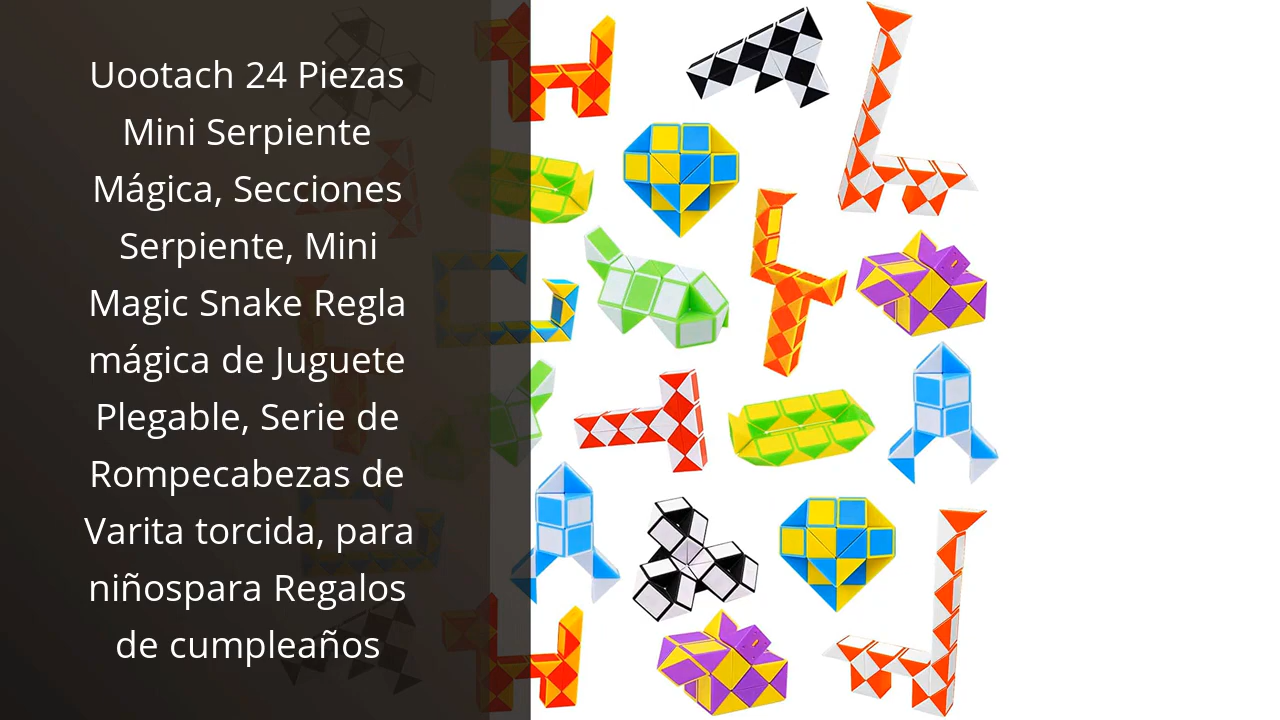 Uootach 24 Piezas
Mini Serpiente
Mágica, Secciones
Serpiente, Mini
Magic Snake Regla
mágica de Juguete
Plegable, Serie de
Rompecabezas de
Varita torcida, para
niñospara Regalos
de cumpleaños